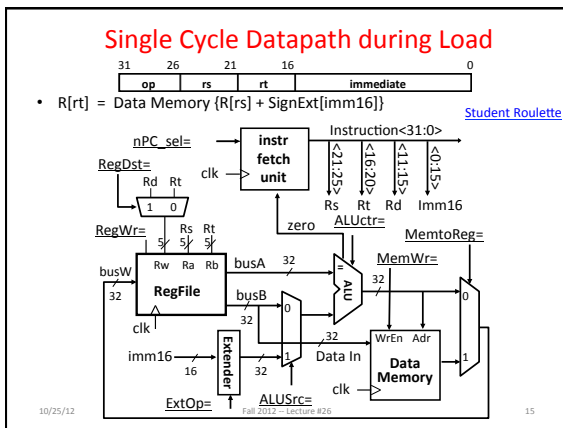 Single Cycle Datapath during Load
31 26 21 16 0
op rs rt immediate
• R[rt] = Data Memory {R[rs] + SignExt[imm16]}
Student Roulette
Instruction<31:0>
nPC_sel=
instr
fetch
unit
clk
<21:25>
<16:20>
<11:15>
<0:15>
Rs Rt Rd Imm16
RegDst=
Rd Rt
1 0
zero
ALUctr=
MemtoReg=
RegWr=
Rs Rt
5 5 5
Rw Ra Rb
RegFile
busW
32
clk
busA
32
busB
32
=
ALU
32
MemWr=
0
1
0
1
32
Data In
WrEn Adr
Data
Memory
clk
imm16
16
Extender
32
ExtOp=
ALUSrc=
10/25/12
Fall 2012 -- Lecture #26
15